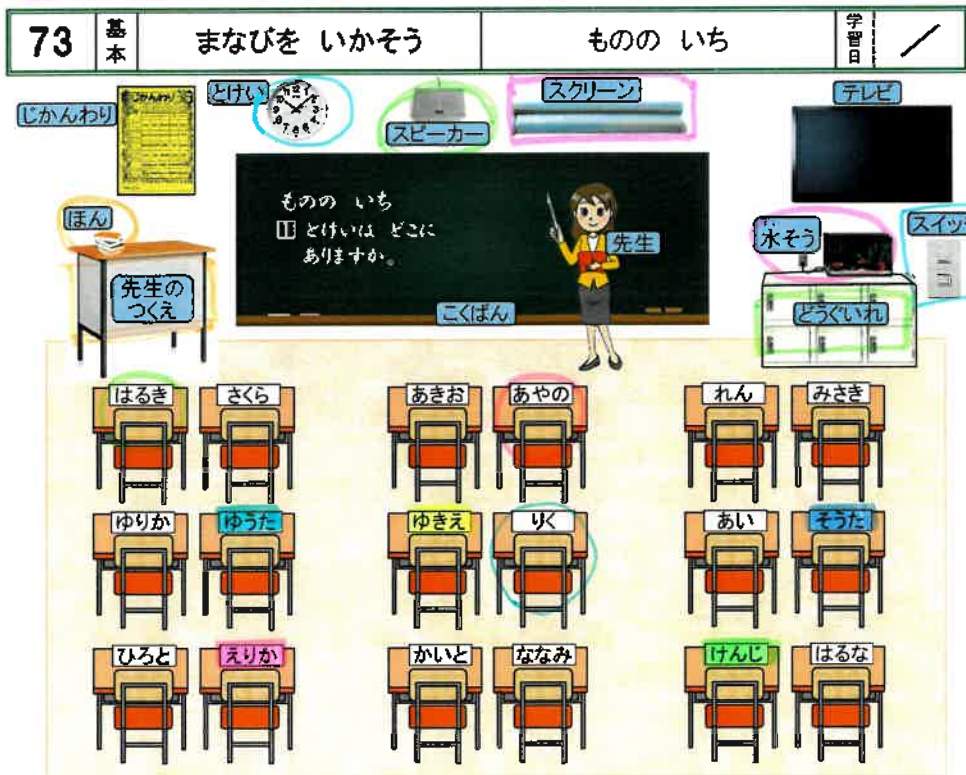 73 基本 まなびを いかそう ものの いち 学習日 /
じかんわり
とけい
スピーカー
スクリーン
テレビ
ほん
先生の
つくえ
ものの いち
1 とけいは どこに
ありますか。
先生
こくばん
水そう
スイッチ
どうぐいれ
はるき さくら あきお あやの れん みさき
ゆりか ゆうた ゆきえ りく あい そうた
ひろと えりか かいと ななみ けんじ はるな